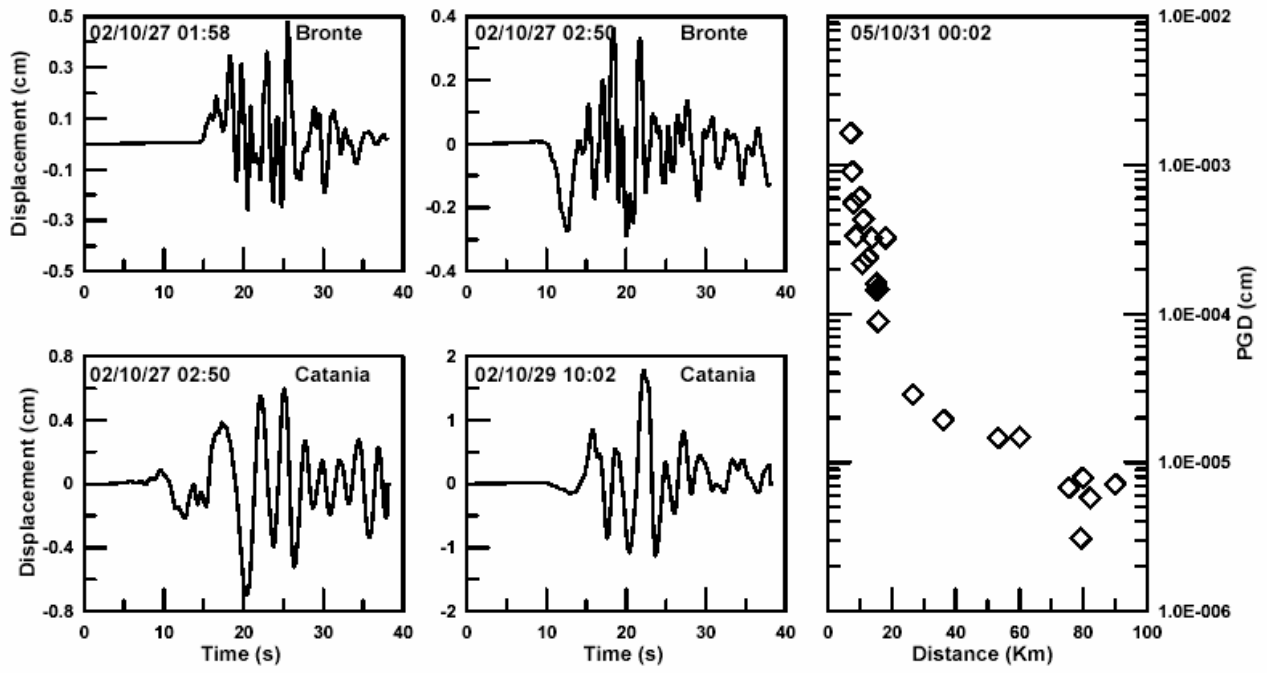 02/10/27 01:58 Bronte
Displacement (cm)
0.5
0.3
0.1
-0.1
-0.3
-0.5
0 10 20 30 40
02/10/27 02:50 Bronte
0.4
0.2
0
-0.2
-0.4
0 10 20 30 40
02/10/27 02:50 Catania
Displacement (cm)
0.8
0.4
0
-0.4
-0.8
0 10 20 30 40
Time (s)
02/10/29 10:02 Catania
2
1
0
-1
-2
0 10 20 30 40
Time (s)
05/10/31 00:02
1.0E-002
1.0E-003
1.0E-004
1.0E-005
1.0E-006
PGD (cm)
0 20 40 60 80 100
Distance (Km)